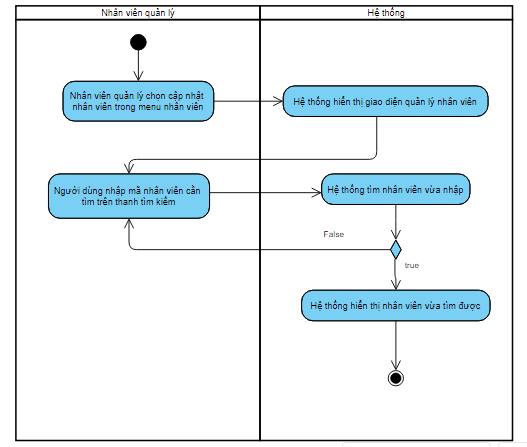 Nhân viên quản lý
Hệ thống
Nhân viên quản lý chọn cập nhật
nhân viên trong menu nhân viên
Hệ thống hiển thị giao diện quản lý nhân viên
Người dùng nhập mã nhân viên cần
tìm trên thanh tìm kiếm
Hệ thống tìm nhân viên vừa nhập
False
true
Hệ thống hiển thị nhân viên vừa tìm được